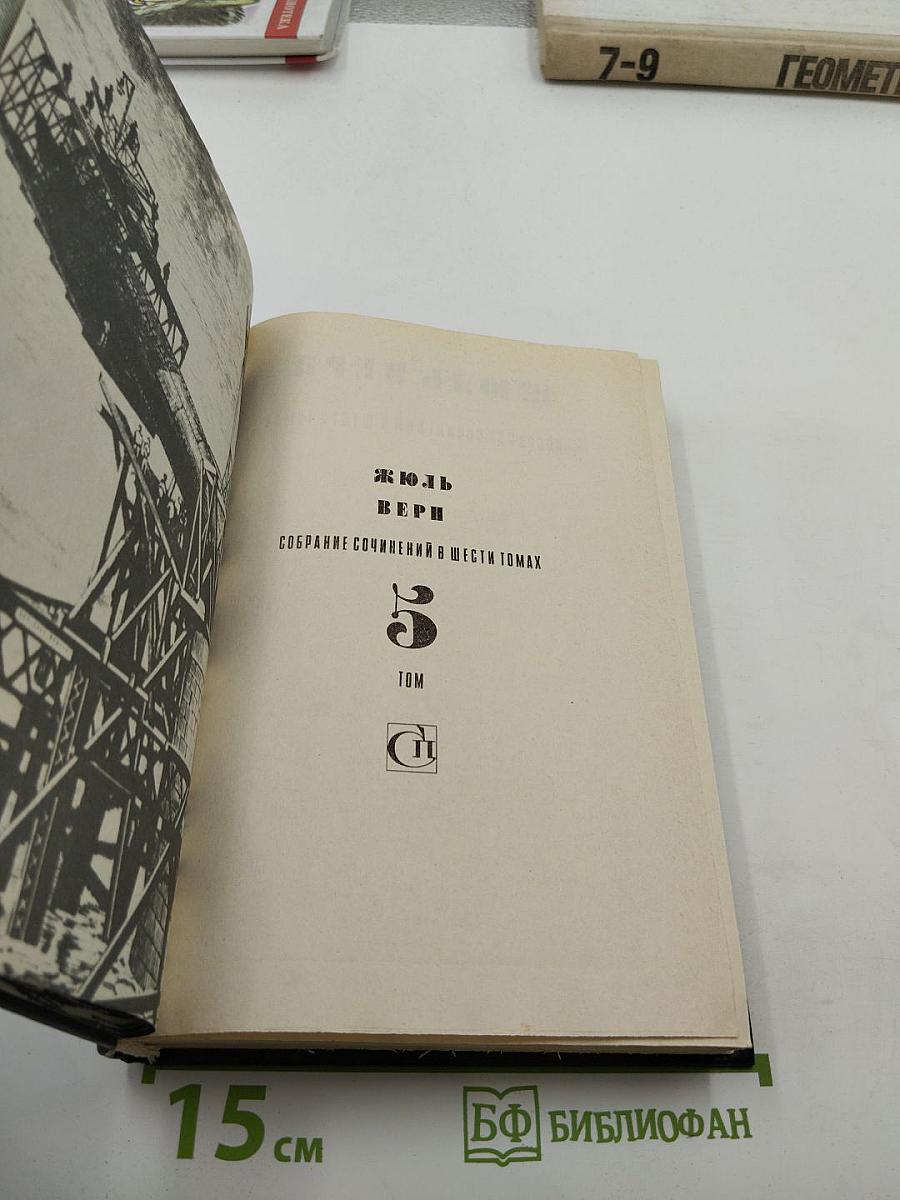 7-9 ГЕОМЕТ
ЖЮЛЬ
ВЕРН
СОБРАНИЕ СОЧИНЕНИЙ В ШЕСТИ ТОМАХ
5
ТОМ
СП
15 см
БФ БИБЛИОФАН